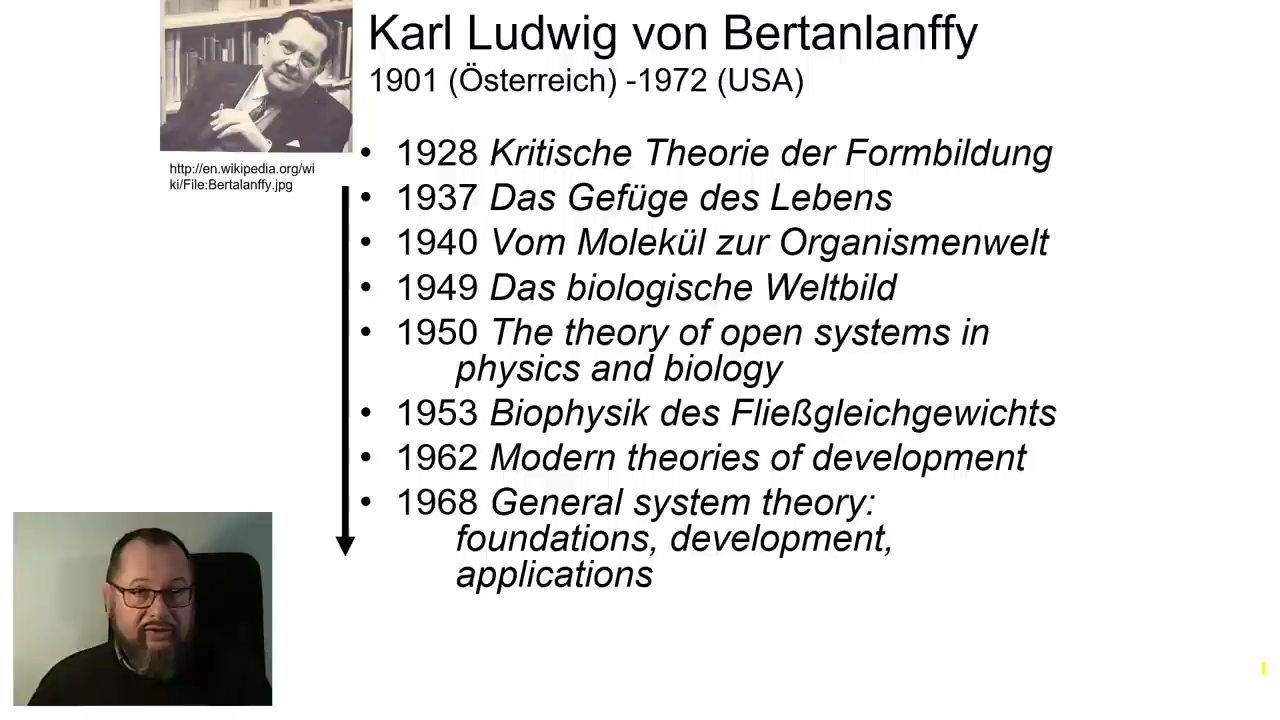 Karl Ludwig von Bertanlanffy
1901 (Österreich) -1972 (USA)
http://en.wikipedia.org/wi
ki/File:Bertalanffy.jpg
• 1928 Kritische Theorie der Formbildung
• 1937 Das Gefüge des Lebens
• 1940 Vom Molekül zur Organismenwelt
• 1949 Das biologische Weltbild
• 1950 The theory of open systems in
physics and biology
• 1953 Biophysik des Fließgleichgewichts
• 1962 Modern theories of development
• 1968 General system theory:
foundations, development,
applications